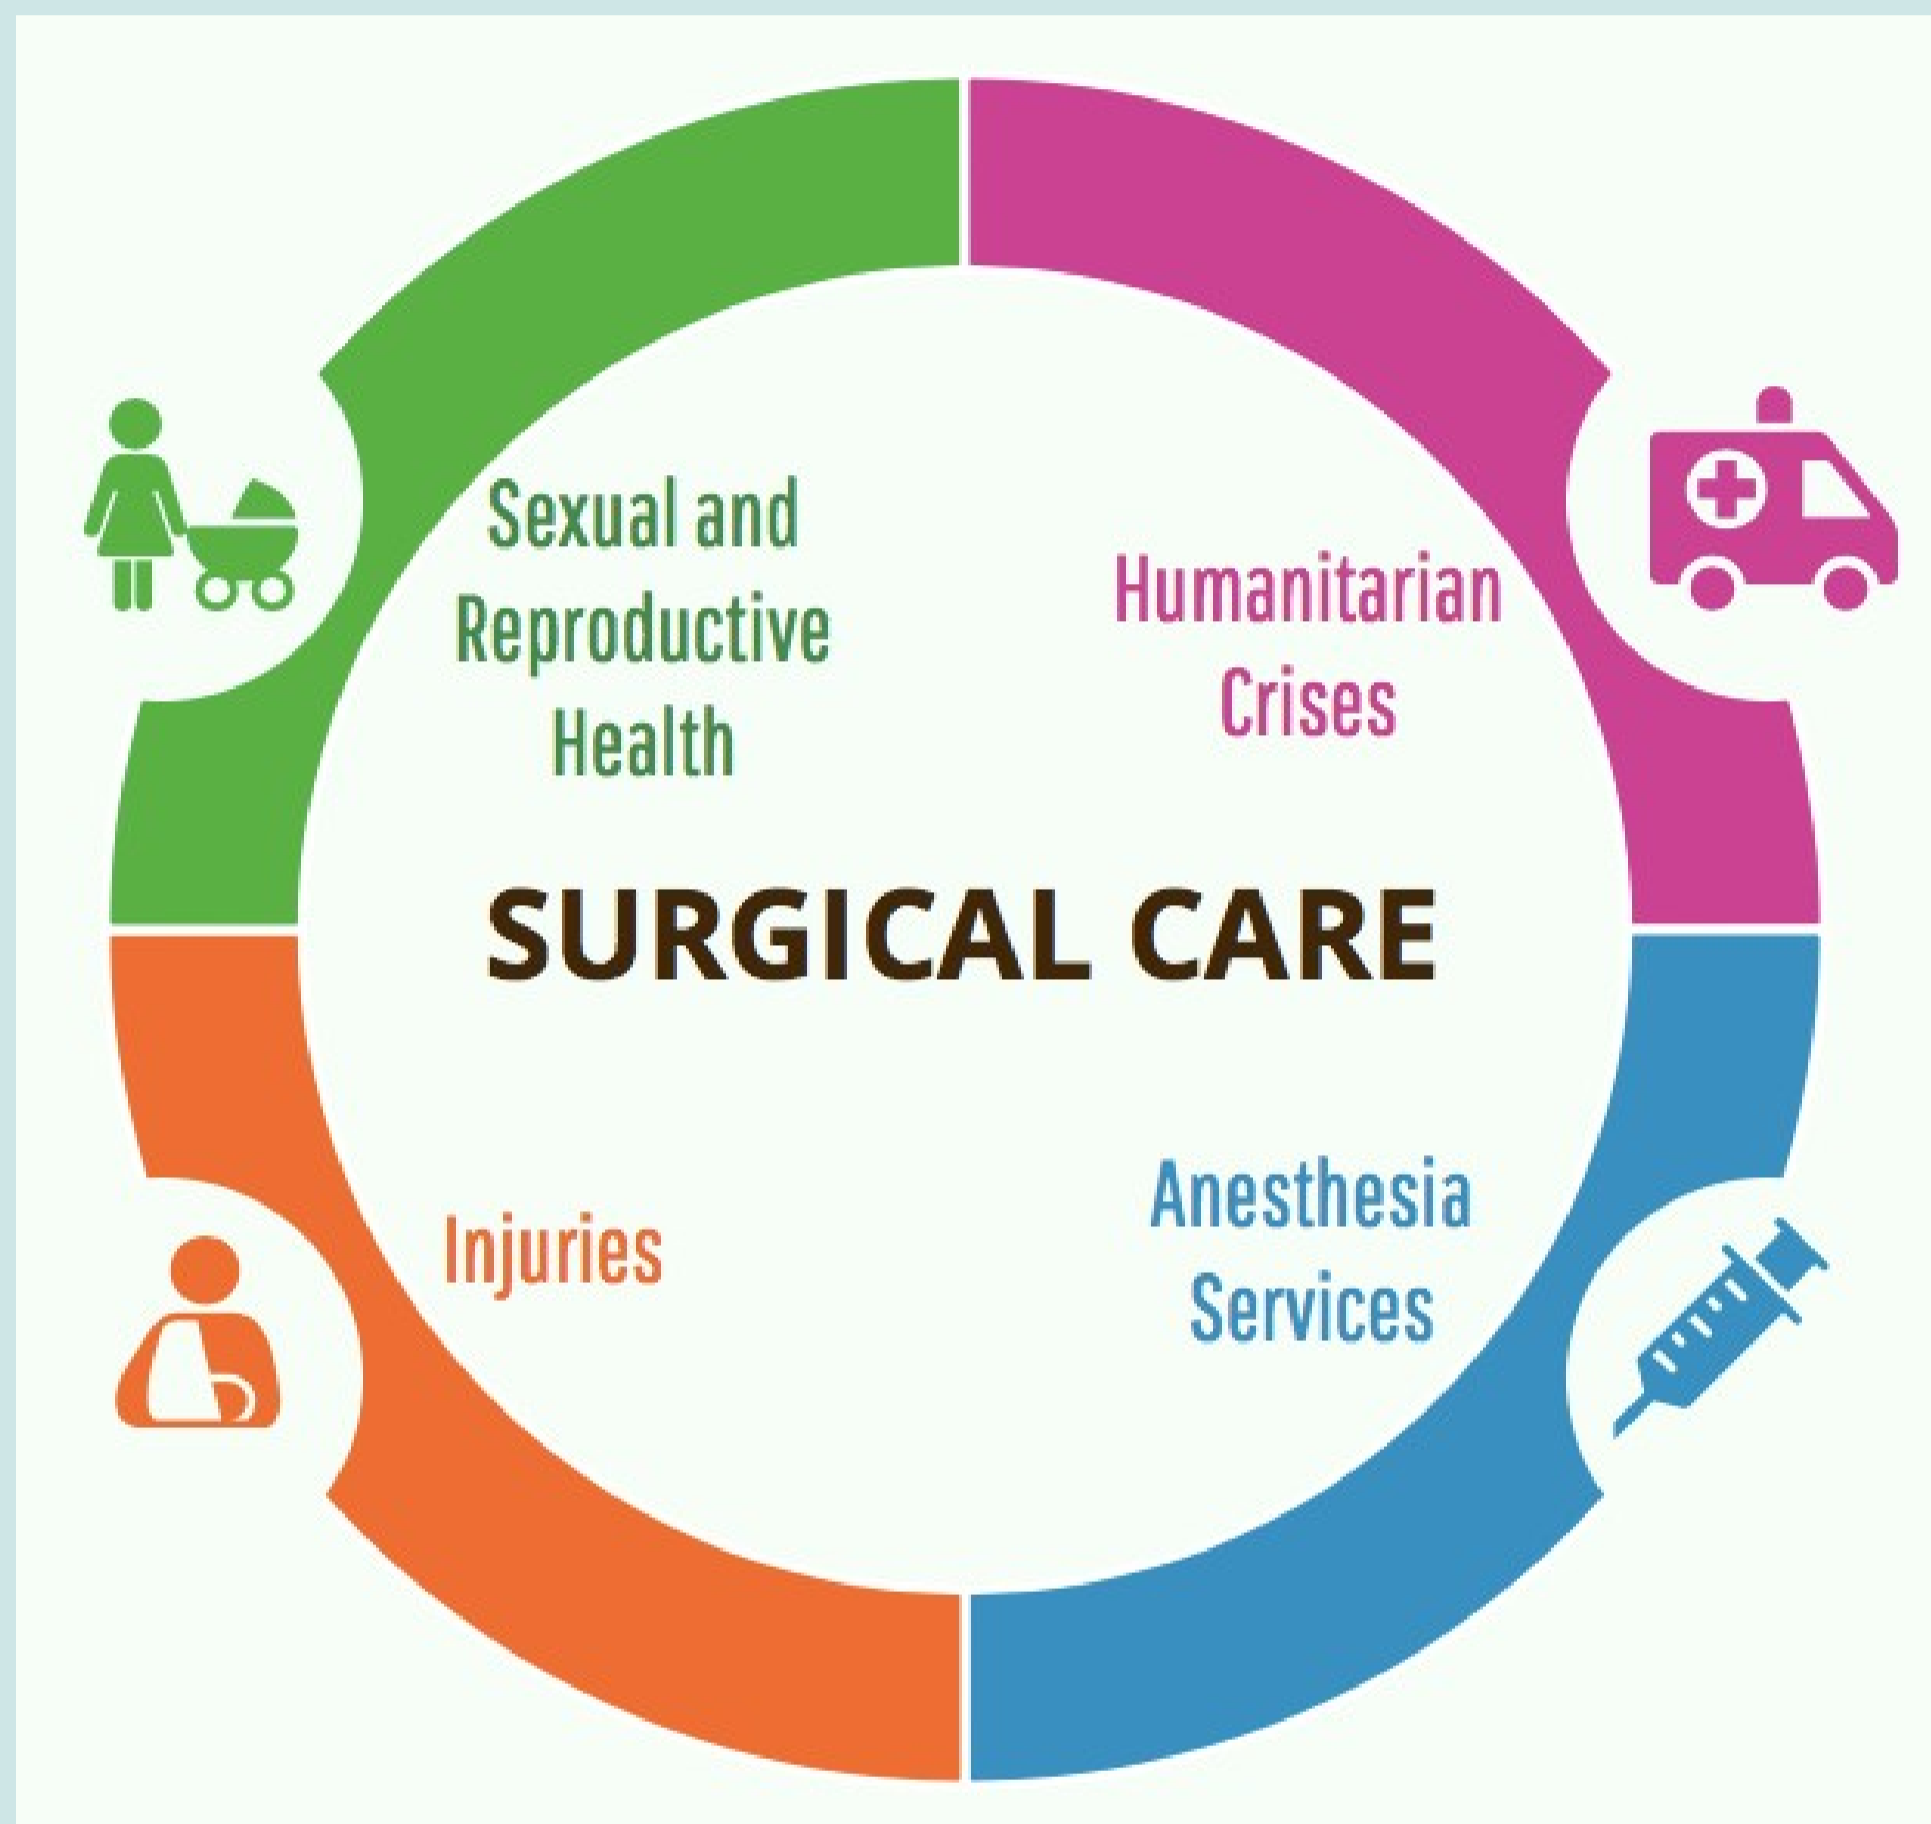 Sexual and
Reproductive
Health
Humanitarian
Crises
SURGICAL CARE
Injuries
Anesthesia
Services